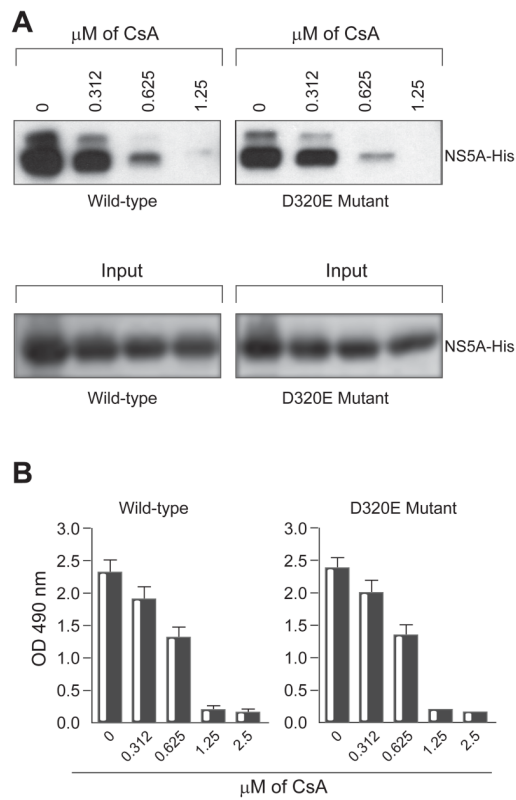 A
µM of CsA µM of CsA
0 0.312 0.625 1.25 0 0.312 0.625 1.25
NS5A-His
Wild-type D320E Mutant
Input Input
NS5A-His
Wild-type D320E Mutant
B
Wild-type D320E Mutant
OD 490 nm
3.0 3.0
2.5 2.5
2.0 2.0
1.5 1.5
1.0 1.0
0.5 0.5
0.0 0.0
0 0.312 0.625 1.25 2.5 0 0.312 0.625 1.25 2.5
µM of CsA